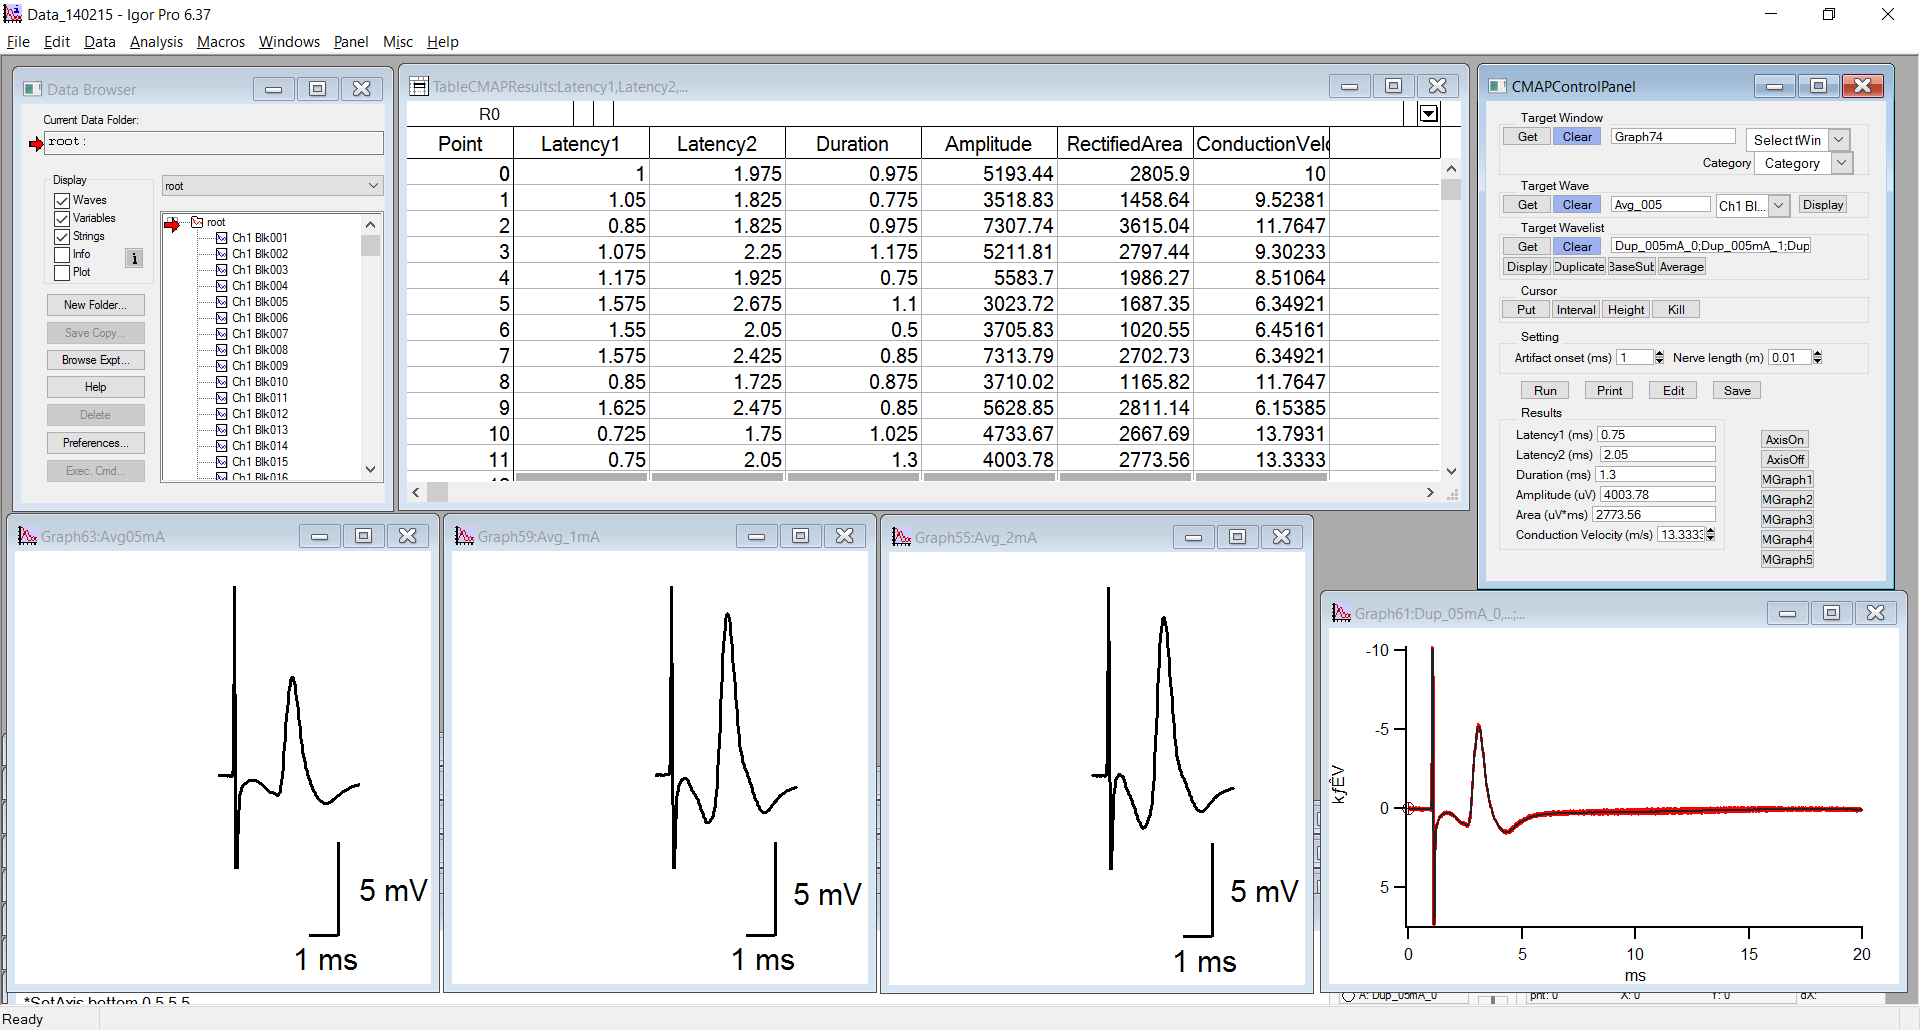 Data_140215 - Igor Pro 6.37
File Edit Data Analysis Macros Windows Panel Misc Help
Data Browser
Current Data Folder:
root:
Display
Waves
Variables
Strings
Info
Plot
i
New Folder...
Save Copy...
Browse Expt...
Help
Delete
Preferences...
Exec. Cmd...
root
root
Ch1 Blk001
Ch1 Blk002
Ch1 Blk003
Ch1 Blk004
Ch1 Blk005
Ch1 Blk006
Ch1 Blk007
Ch1 Blk008
Ch1 Blk009
Ch1 Blk010
Ch1 Blk011
Ch1 Blk012
Ch1 Blk013
Ch1 Blk014
Ch1 Blk015
Ch1 Blk016
TableCMAPResults:Latency1,Latency2,...
R0
Point Latency1 Latency2 Duration Amplitude RectifiedArea ConductionVelo
0 1 1.975 0.975 5193.44 2805.9 10
1 1.05 1.825 0.775 3518.83 1458.64 9.52381
2 0.85 1.825 0.975 7307.74 3615.04 11.7647
3 1.075 2.25 1.175 5211.81 2797.44 9.30233
4 1.175 1.925 0.75 5583.7 1986.27 8.51064
5 1.575 2.675 1.1 3023.72 1687.35 6.34921
6 1.55 2.05 0.5 3705.83 1020.55 6.45161
7 1.575 2.425 0.85 7313.79 2702.73 6.34921
8 0.85 1.725 0.875 3710.02 1165.82 11.7647
9 1.625 2.475 0.85 5628.85 2811.14 6.15385
10 0.725 1.75 1.025 4733.67 2667.69 13.7931
11 0.75 2.05 1.3 4003.78 2773.56 13.3333
CMAPControlPanel
Target Window
Get Clear Graph74 Select tWin
Category Category
Target Wave
Get Clear Avg_005 Ch1 Bl... Display
Target Wavelist
Get Clear Dup_005mA_0;Dup_005mA_1;Dup
Display Duplicate BaseSub Average
Cursor
Put Interval Height Kill
Setting
Artifact onset (ms) 1 Nerve length (m) 0.01
Run Print Edit Save
Results
Latency1 (ms) 0.75
Latency2 (ms) 2.05
Duration (ms) 1.3
Amplitude (uV) 4003.78
Area (uV*ms) 2773.56
Conduction Velocity (m/s) 13.3333
AxisOn
AxisOff
MGraph1
MGraph2
MGraph3
MGraph4
MGraph5
Graph63:Avg05mA
5 mV
1 ms
Graph59:Avg_1mA
5 mV
1 ms
Graph55:Avg_2mA
5 mV
1 ms
Graph61:Dup_05mA_0,...;...
-10
-5
0
5
kƒÊV
0 5 10 15 20
ms
*SetAxis bottom 0.5,5.5
A: Dup_05mA_0 pnt: 0 X: 0 Y: 0 dX:
Ready